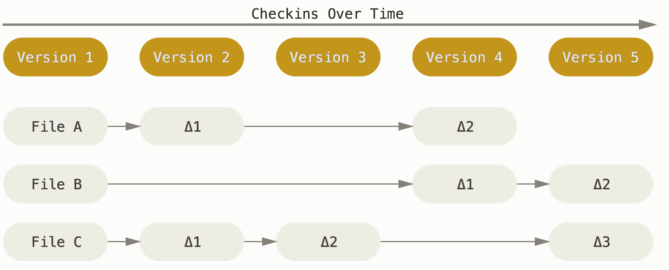 Checkins Over Time
Version 1 Version 2 Version 3 Version 4 Version 5
File A Δ1 Δ2
File B Δ1 Δ2
File C Δ1 Δ2 Δ3